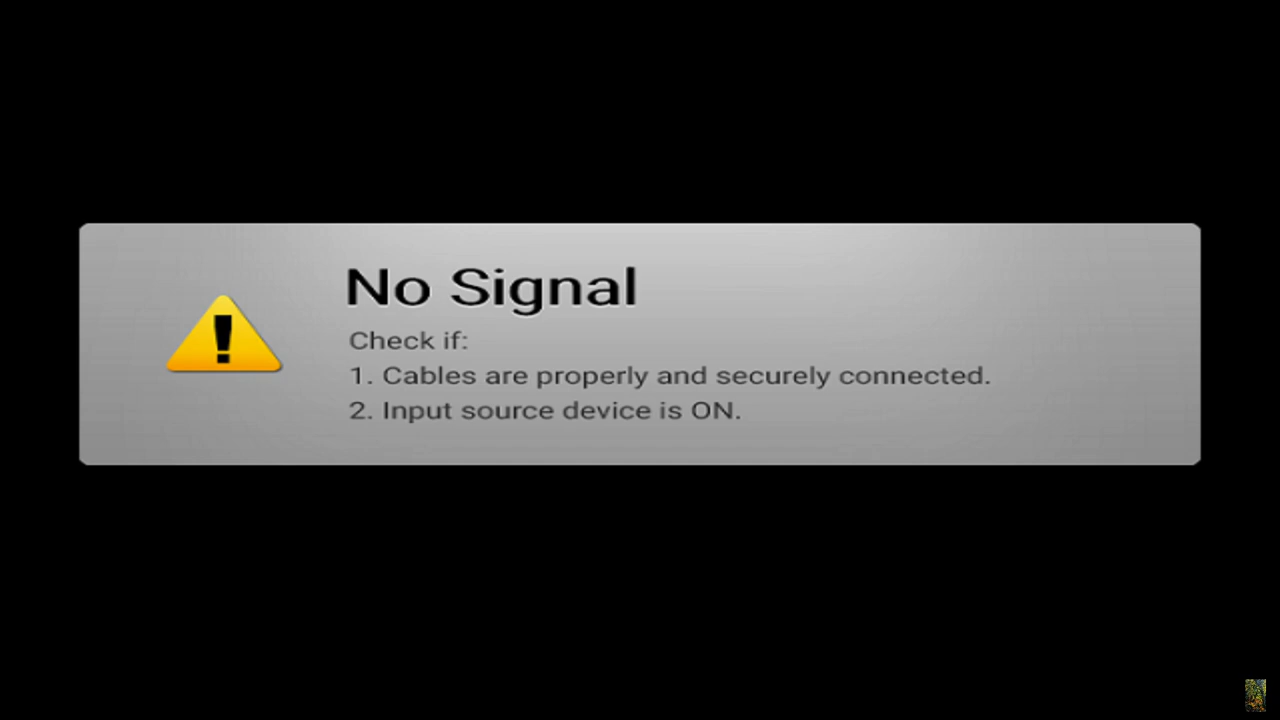 No Signal
Check if:
1. Cables are properly and securely connected.
2. Input source device is ON.